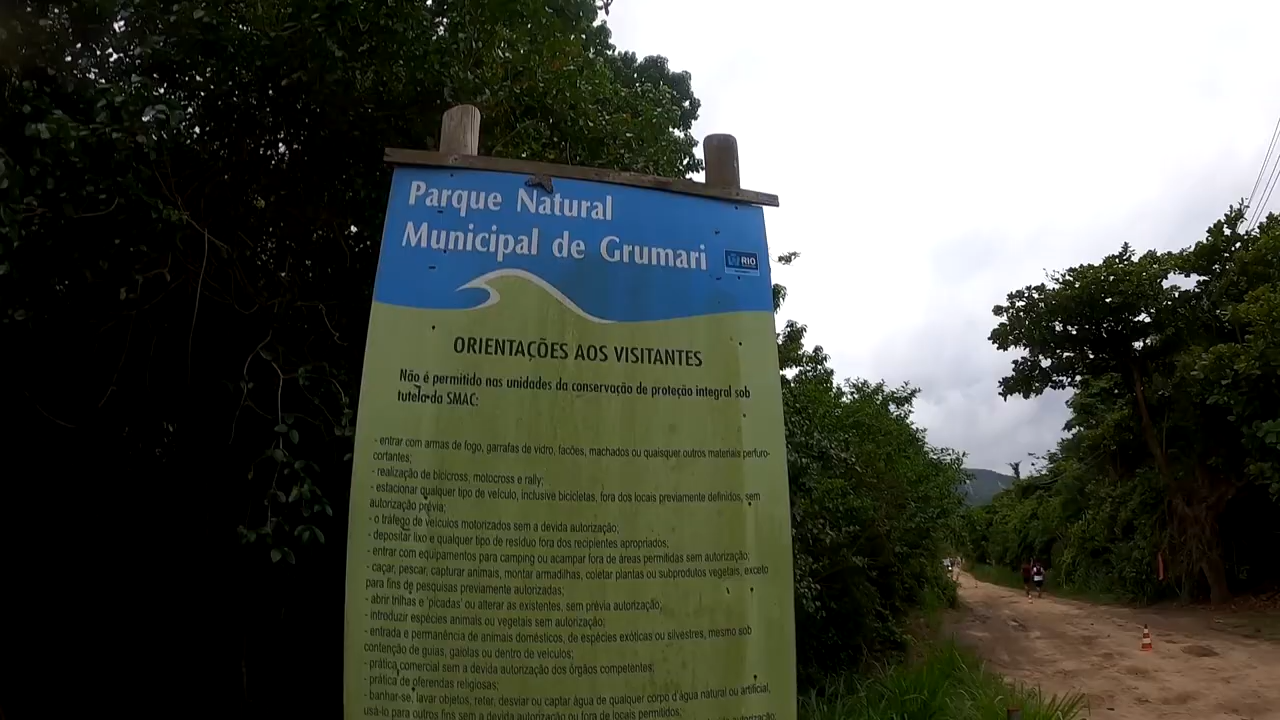 Parque Natural
Municipal de Grumari
RIO
ORIENTAÇÕES AOS VISITANTES
Não é permitido nas unidades da conservação de proteção integral sob
tutela da SMAC:
- entrar com armas de fogo, garrafas de vidro, facões, machados ou quaisquer outros materiais perfuro-
cortantes;
- realização de bicicross, motocross e rally;
- estacionar qualquer tipo de veículo, inclusive bicicletas, fora dos locais previamente definidos, sem
autorização prévia;
- o tráfego de veículos motorizados sem a devida autorização;
- depositar lixo e qualquer tipo de resíduo fora dos recipientes apropriados;
- entrar com equipamentos para camping ou acampar fora de áreas permitidas sem autorização;
- caçar, pescar, capturar animais, montar armadilhas, coletar plantas ou subprodutos vegetais, exceto
para fins de pesquisas previamente autorizadas;
- abrir trilhas e 'picadas' ou alterar as existentes, sem prévia autorização;
- introduzir espécies animais ou vegetais sem autorização;
- entrada e permanência de animais domésticos, de espécies exóticas ou silvestres, mesmo sob
contenção de guias, gaiolas ou dentro de veículos;
- prática comercial sem a devida autorização dos órgãos competentes;
- prática de oferendas religiosas;
- banhar-se, lavar objetos, reter, desviar ou captar água de qualquer corpo d'água natural ou artificial,
usá-lo para outros fins sem a devida autorização ou fora de locais permitidos;
autorização;